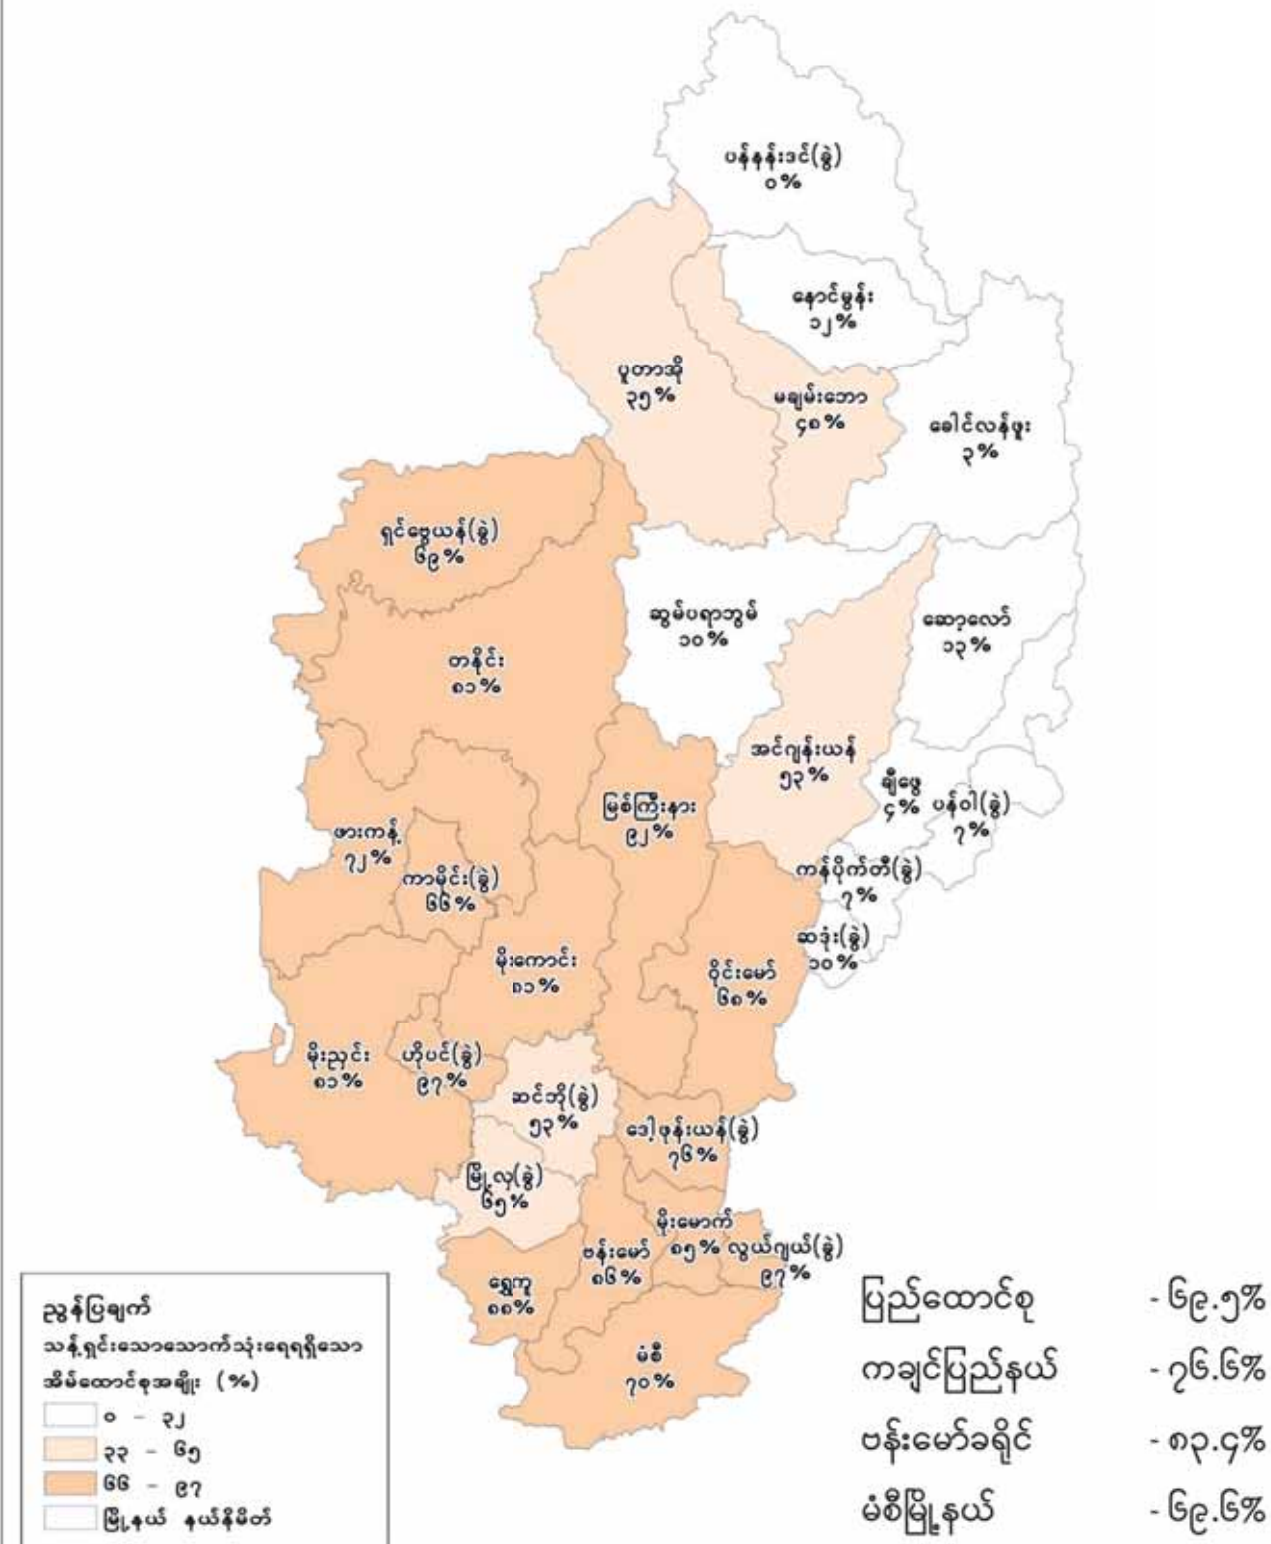 ပန်နန်းဒင်(ခွဲ)
၀%
နောင်မွန်း
၁၂%
ပူတာအို
၃၅%
မချမ်းဘော
၄၈%
ခေါင်လန်ဖူး
၃%
ရှင်ဗွေယန်(ခွဲ)
၆၉%
ဆွမ်ပရာဘွမ်
၁၀%
ဆော့လော်
၁၃%
တနိုင်း
၈၁%
အင်ဂျန်းယန်
၅၃%
ချီဖွေ
၄%
ပန်ဝါ(ခွဲ)
၇%
မြစ်ကြီးနား
၉၂%
ဖားကန့်
၇၂%
ကာမိုင်း(ခွဲ)
၆၆%
ကန်ပိုက်တီ(ခွဲ)
၇%
ဆဒုံး(ခွဲ)
၁၀%
မိုးကောင်း
၈၁%
ဝိုင်းမော်
၆၈%
မိုးညှင်း
၈၁%
ဟိုပင်(ခွဲ)
၉၇%
ဆင်ဘို(ခွဲ)
၅၃%
ဒေါ့ဖုန်းယန်(ခွဲ)
၇၆%
မြို့လှ(ခွဲ)
၆၅%
မိုးမောက်
၈၅%
လွယ်ဂျယ်(ခွဲ)
၉၇%
ဗန်းမော်
၈၆%
ရွှေကူ
၈၈%
မံစီ
၇၀%
ညွှန်ပြချက်
သန့်ရှင်းသောသောက်သုံးရေရရှိသော
အိမ်ထောင်စုအချိုး (%)
၀ – ၃၂
၃၃ – ၆၅
၆၆ – ၉၇
မြို့နယ် နယ်နိမိတ်
ပြည်ထောင်စု - ၆၉.၅%
ကချင်ပြည်နယ် - ၇၆.၆%
ဗန်းမော်ခရိုင် - ၈၃.၄%
မံစီမြို့နယ် - ၆၉.၆%